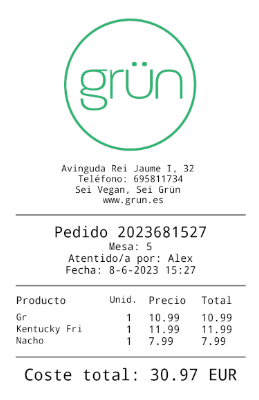 grün
Avinguda Rei Jaume I, 32
Teléfono: 695811734
Sei Vegan, Sei Grün
www.grun.es
Pedido 2023681527
Mesa: 5
Atentido/a por: Alex
Fecha: 8-6-2023 15:27
Producto Unid. Precio Total
Gr 1 10.99 10.99
Kentucky Fri 1 11.99 11.99
Nacho 1 7.99 7.99
Coste total: 30.97 EUR